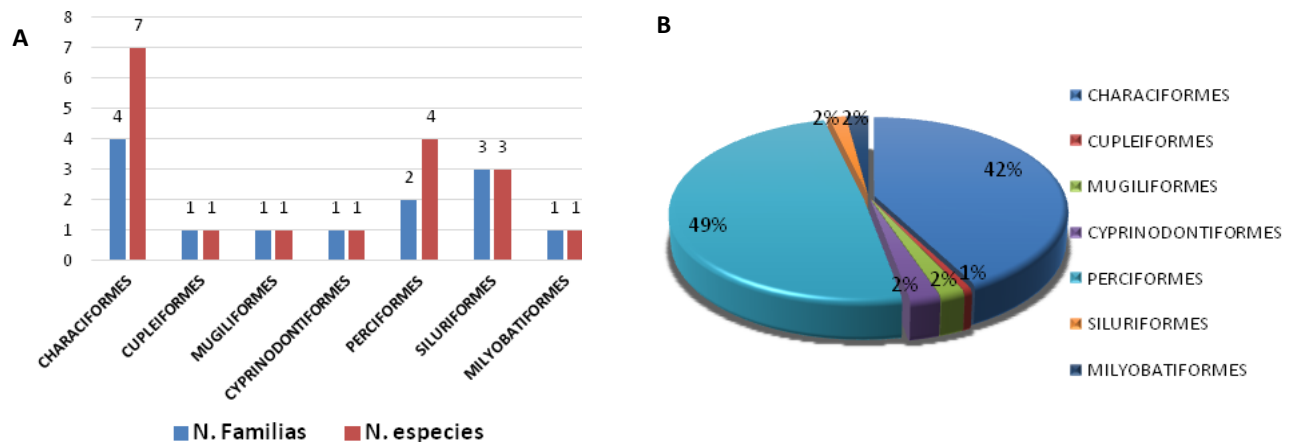 A
8
7
6
5
4
3
2
1
0
4
7
1
1
1
1
1
1
2
4
3
3
1
1
CHARACIFORMES
CUPLEIFORMES
MUGILIFORMES
CYPRINODONTIFORMES
PERCIFORMES
SILURIFORMES
MILYOBATIFORMES
N. Familias
N. especies
B
2%
2%
42%
49%
2%
2%
1%
CHARACIFORMES
CUPLEIFORMES
MUGILIFORMES
CYPRINODONTIFORMES
PERCIFORMES
SILURIFORMES
MILYOBATIFORMES